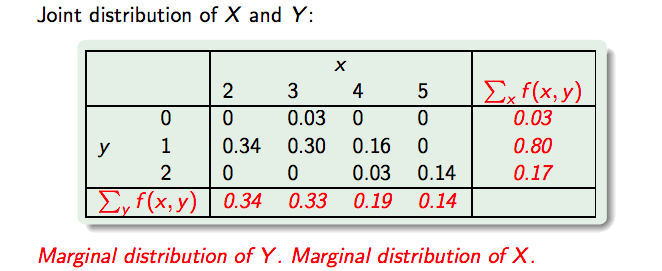 Joint distribution of X and Y:
x
2 3 4 5 ∑ₓ f(x, y)
0 0 0.03 0 0 0.03
y 1 0.34 0.30 0.16 0 0.80
2 0 0 0.03 0.14 0.17
∑ᵧ f(x, y) 0.34 0.33 0.19 0.14
Marginal distribution of Y. Marginal distribution of X.